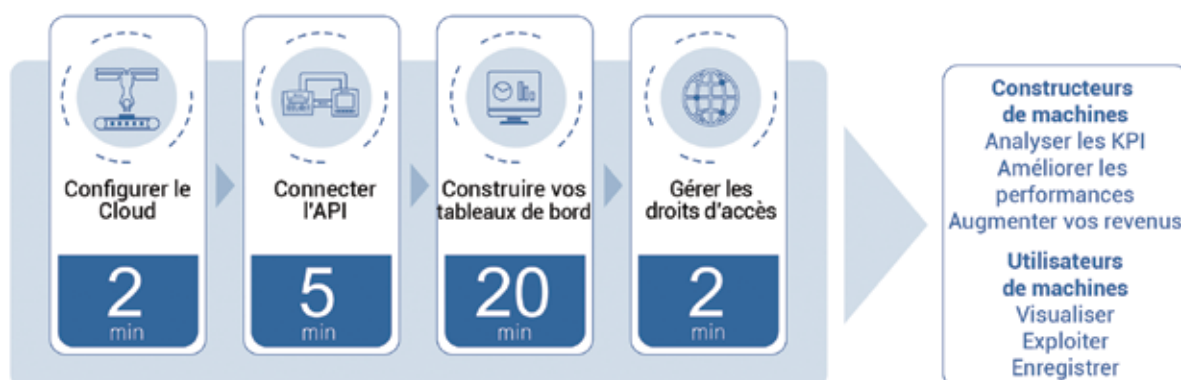 Configurer le
Cloud
2
min
Connecter
l'API
5
min
Construire vos
tableaux de bord
20
min
Gérer les
droits d'accès
2
min
Constructeurs
de machines
Analyser les KPI
Améliorer les
performances
Augmenter vos revenus
Utilisateurs
de machines
Visualiser
Exploiter
Enregistrer